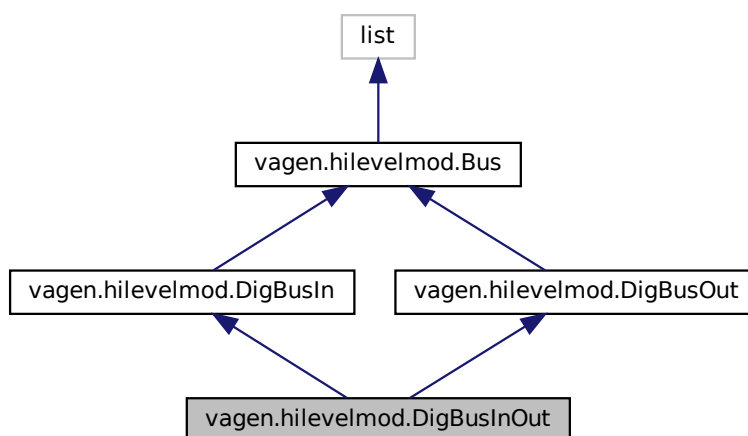 list
vagen.hilevelmod.Bus
vagen.hilevelmod.DigBusIn
vagen.hilevelmod.DigBusOut
vagen.hilevelmod.DigBusInOut